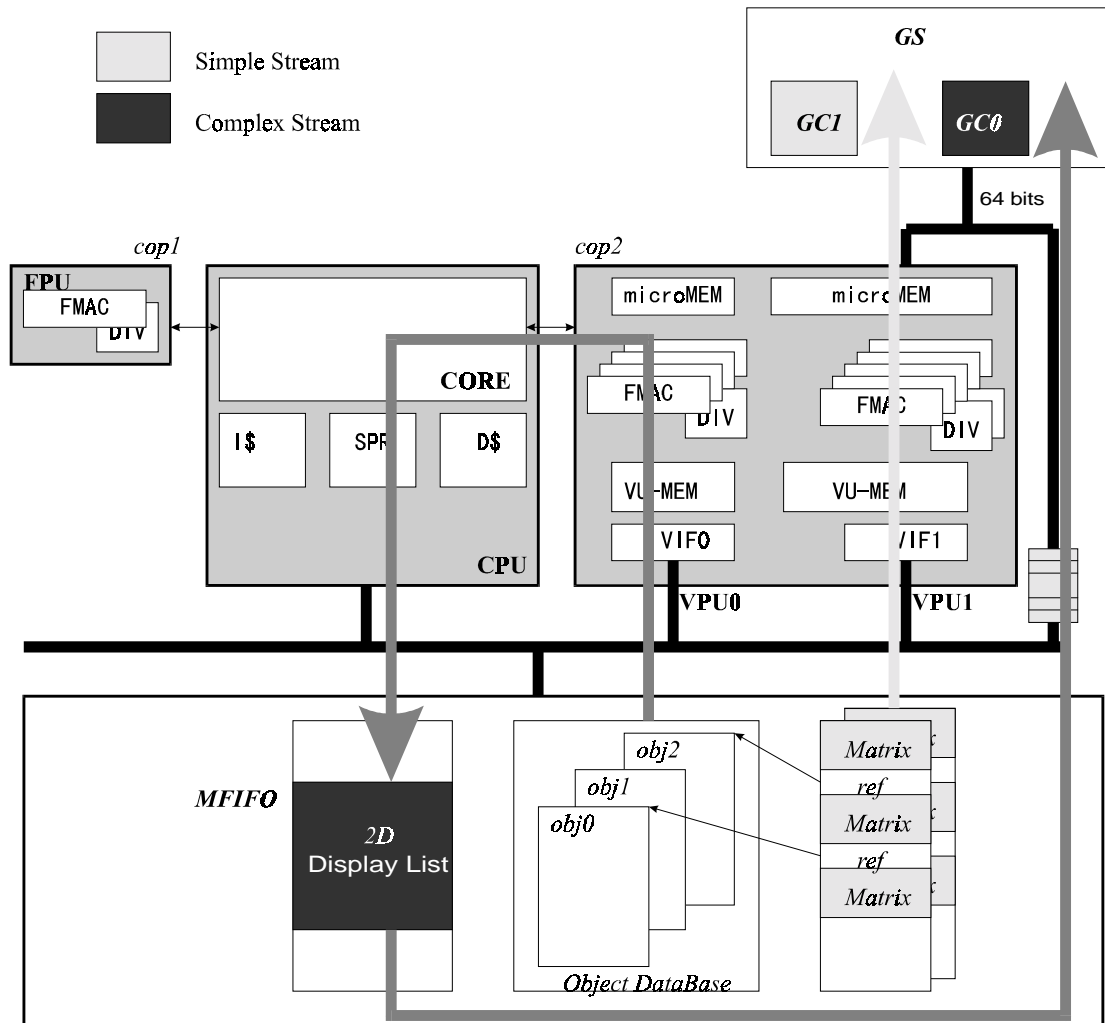 GS
Simple Stream
Complex Stream
GC1
GC0
64 bits
cop1
cop2
FPU
FMAC
DIV
CORE
I$
SPR
D$
CPU
microMEM
microMEM
FMAC
DIV
FMAC
DIV
VU-MEM
VU-MEM
VIF0
VIF1
VPU0
VPU1
MFIFO
2D
Display List
obj2
obj1
obj0
Object DataBase
Matrix
ref
Matrix
ref
Matrix